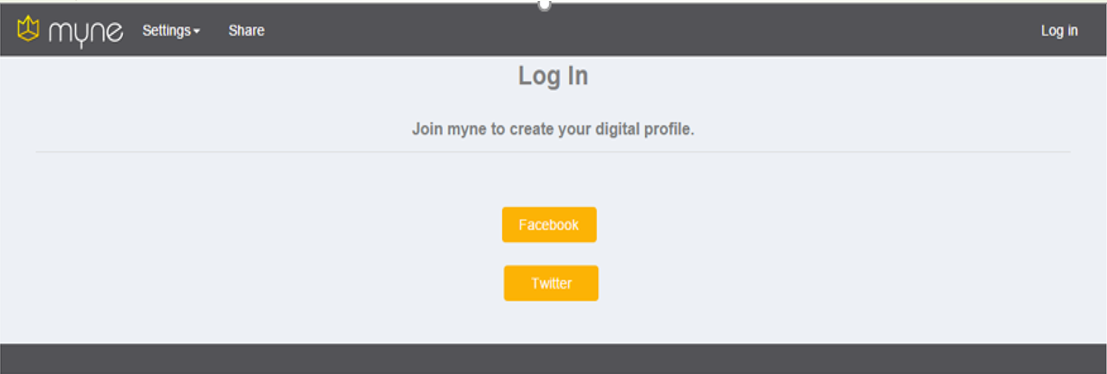 myne Settings Share Log in
Log In
Join myne to create your digital profile.
Facebook
Twitter